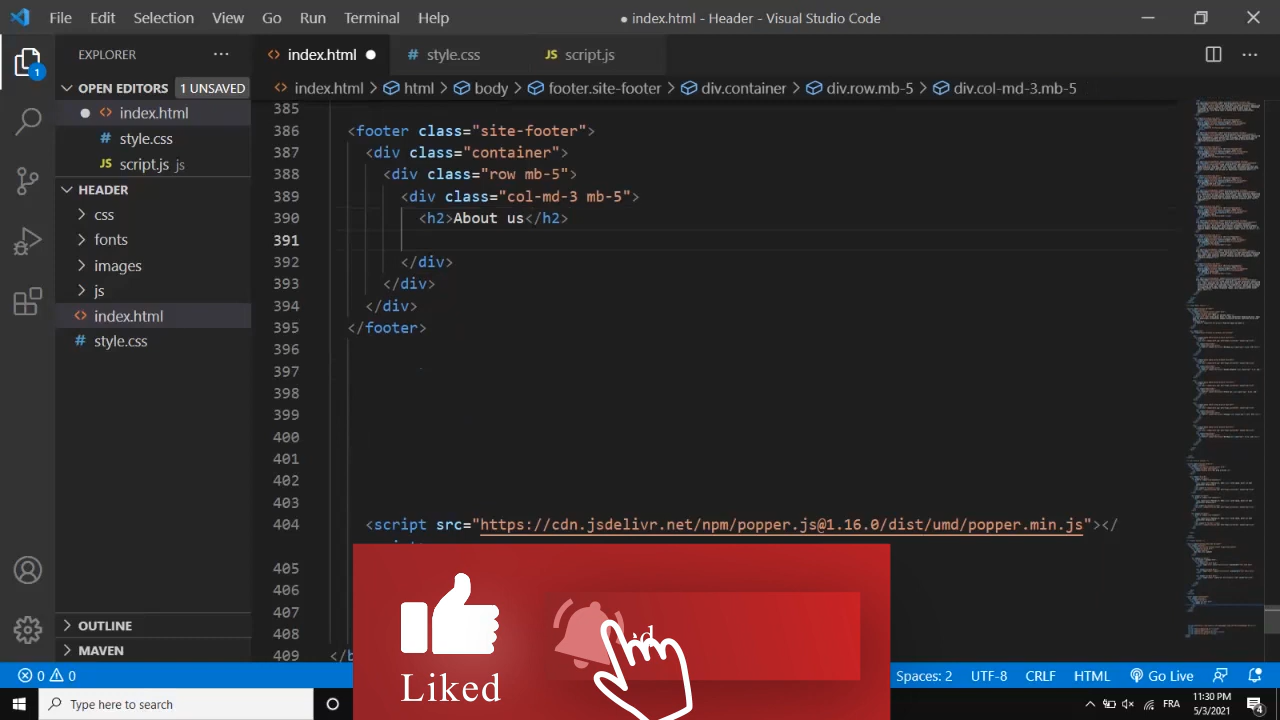 File Edit Selection View Go Run Terminal Help ● index.html - Header - Visual Studio Code
1
EXPLORER ···
index.html
style.css
JS script.js
OPEN EDITORS 1 UNSAVED
index.html
style.css
JS script.js js
HEADER
css
fonts
images
js
index.html
style.css
OUTLINE
MAVEN
index.html > html > body > footer.site-footer > div.container > div.row.mb-5 > div.col-md-3.mb-5
385
386 <footer class="site-footer">
387 <div class="container">
388 <div class="row mb-5">
389 <div class="col-md-3 mb-5">
390 <h2>About us</h2>
391
392 </div>
393 </div>
394 </div>
395 </footer>
396
397
398
399
400
401
402
403
404 <script src="https://cdn.jsdelivr.net/npm/popper.js@1.16.0/dist/umd/popper.min.js"></
405
406
407
408
409
Liked
0 0
Spaces: 2 UTF-8 CRLF HTML Go Live
Type here to search
FRA
11:30 PM
5/3/2021
4